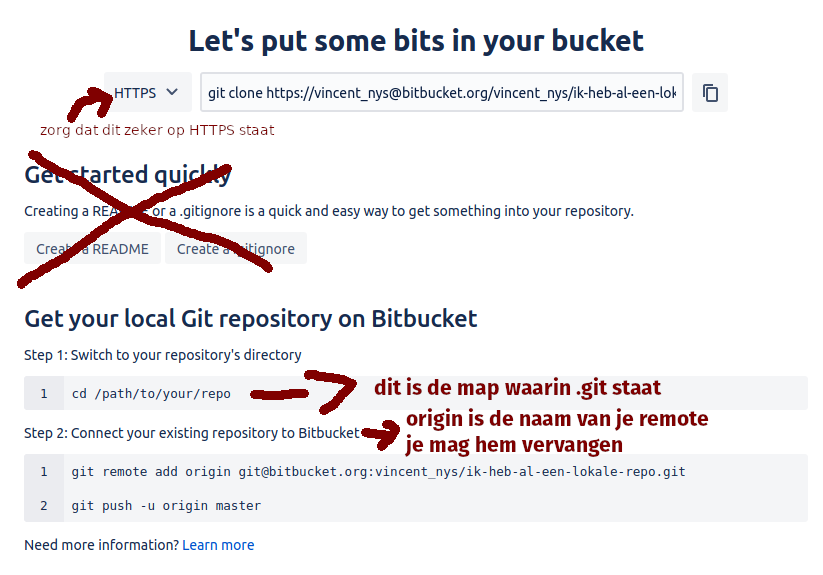 Let's put some bits in your bucket
HTTPS
git clone https://vincent_nys@bitbucket.org/vincent_nys/ik-heb-al-een-lok
zorg dat dit zeker op HTTPS staat
Get started quickly
Creating a README or a .gitignore is a quick and easy way to get something into your repository.
Create a README Create a .gitignore
Get your local Git repository on Bitbucket
Step 1: Switch to your repository's directory
1 cd /path/to/your/repo
dit is de map waarin .git staat
origin is de naam van je remote
Step 2: Connect your existing repository to Bitbucket
je mag hem vervangen
1 git remote add origin git@bitbucket.org:vincent_nys/ik-heb-al-een-lokale-repo.git
2 git push -u origin master
Need more information? Learn more